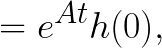 = e^{At}h(0),